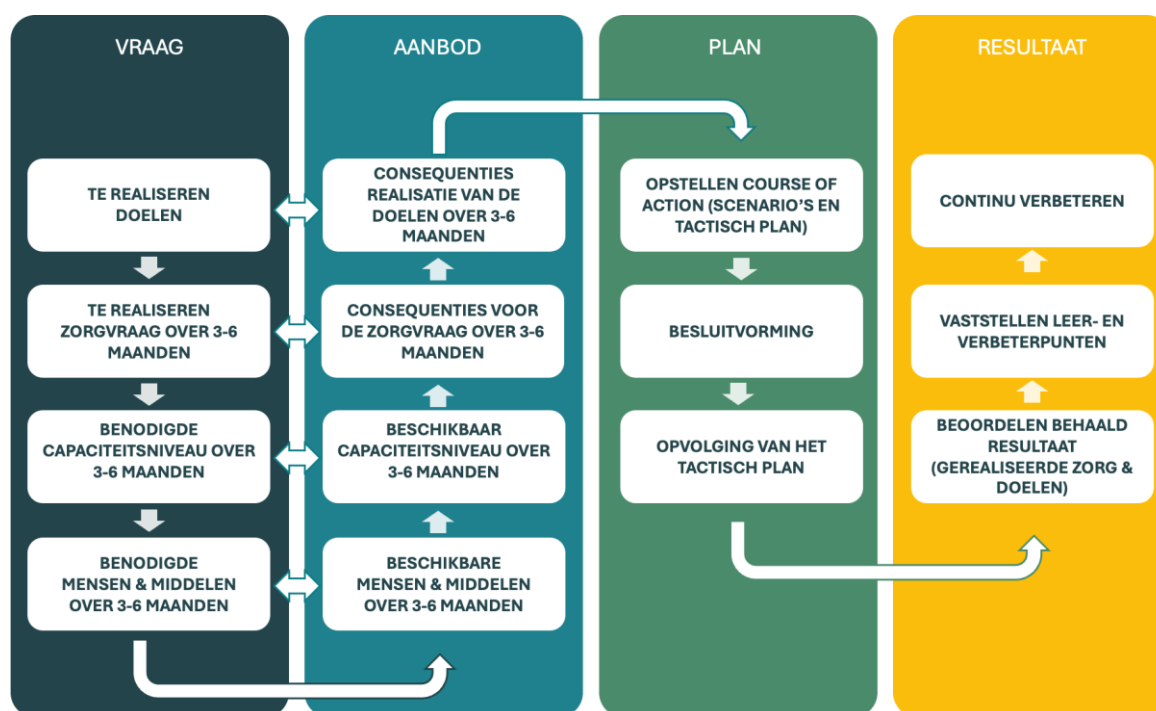 VRAAG
TE REALISEREN
DOELEN
TE REALISEREN
ZORGVRAAG OVER 3-6
MAANDEN
BENODIGDE
CAPACITEITSNIVEAU OVER
3-6 MAANDEN
BENODIGDE
MENSEN & MIDDELEN
OVER 3-6 MAANDEN
AANBOD
CONSEQUENTIES
REALISATIE VAN DE
DOELEN OVER 3-6
MAANDEN
CONSEQUENTIES VOOR
DE ZORGVRAAG OVER 3-6
MAANDEN
BESCHIKBAAR
CAPACITEITSNIVEAU OVER
3-6 MAANDEN
BESCHIKBARE
MENSEN & MIDDELEN
OVER 3-6 MAANDEN
PLAN
OPSTELLEN COURSE OF
ACTION (SCENARIO’S EN
TACTISCH PLAN)
BESLUITVORMING
OPVOLGING VAN HET
TACTISCH PLAN
RESULTAAT
CONTINU VERBETEREN
VASTSTELLEN LEER- EN
VERBETERPUNTEN
BEOORDELEN BEHAALD
RESULTAAT
(GEREALISEERDE ZORG &
DOELEN)